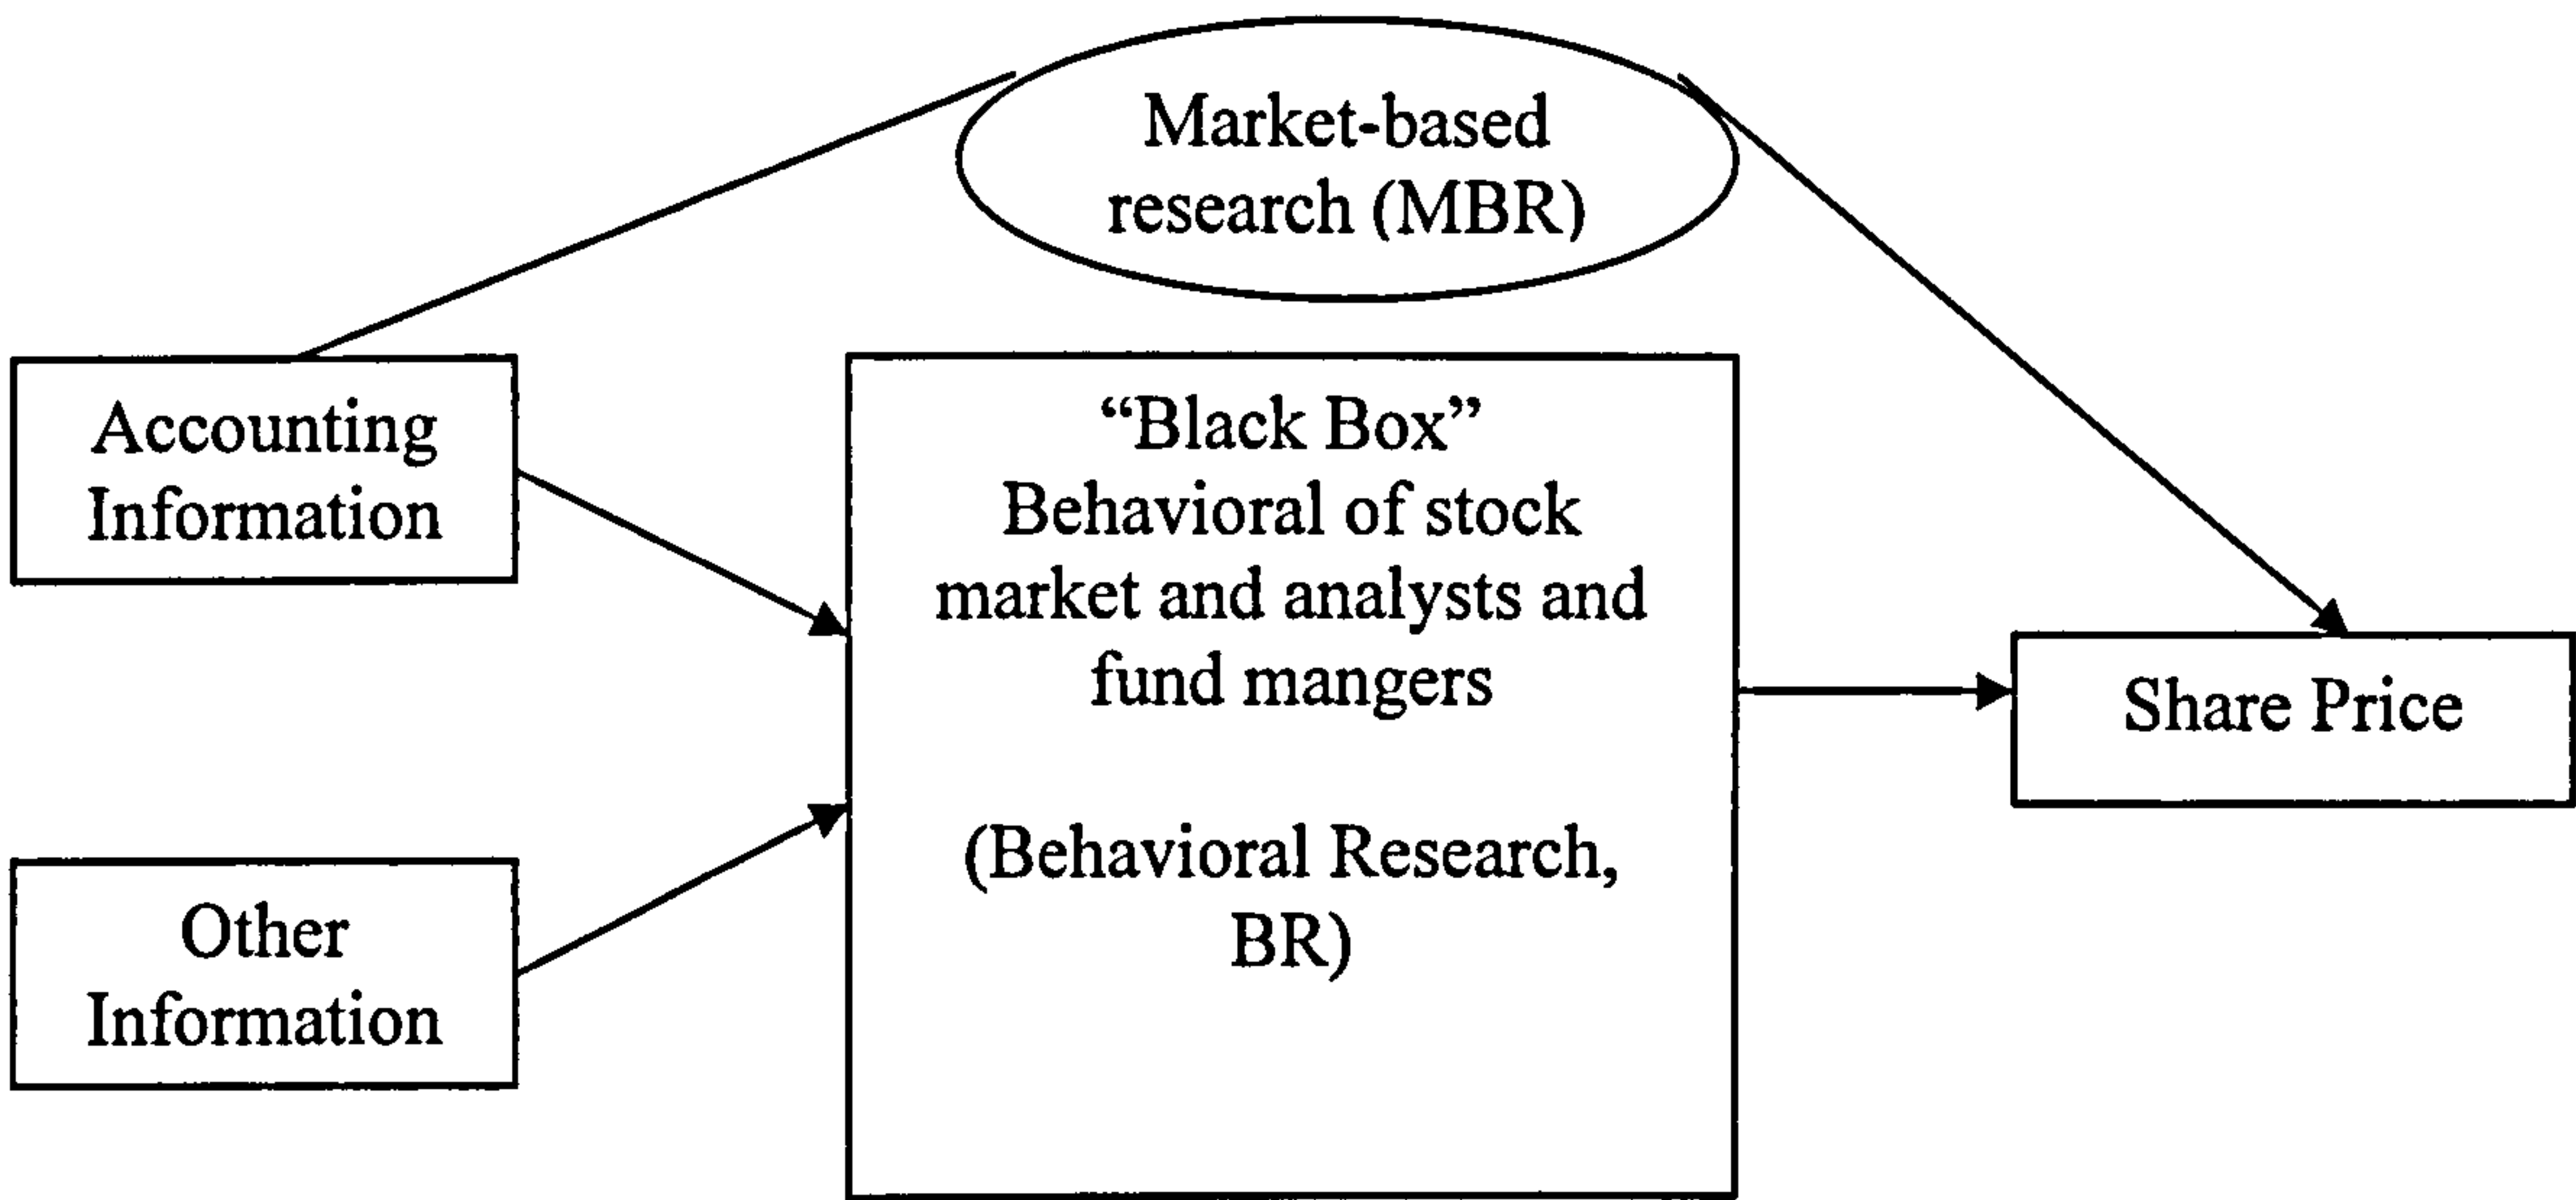 Market-based
research (MBR)
Accounting
Information
“Black Box”
Behavioral of stock
market and analysts and
fund mangers
(Behavioral Research,
BR)
Share Price
Other
Information